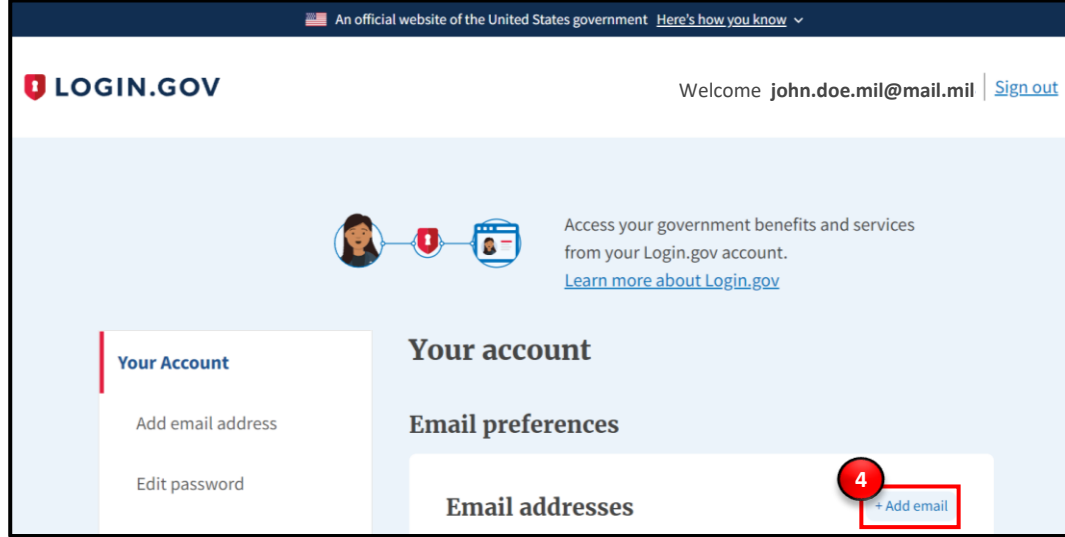 An official website of the United States government Here's how you know
LOGIN.GOV
Welcome john.doe.mil@mail.mil Sign out
Access your government benefits and services
from your Login.gov account.
Learn more about Login.gov
Your Account
Add email address
Edit password
Your account
Email preferences
Email addresses
4
+ Add email